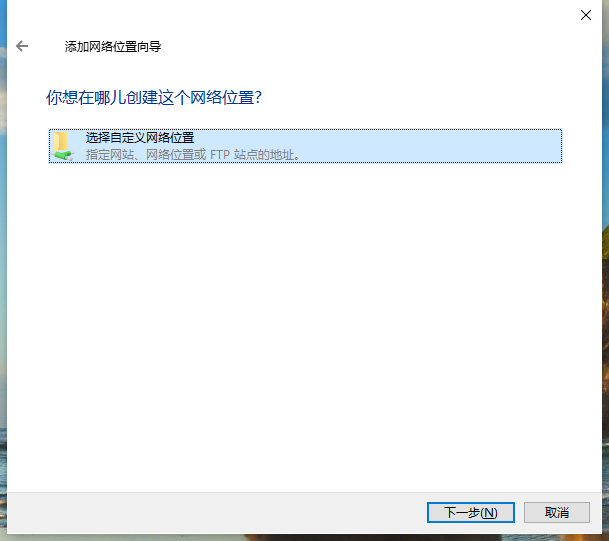 添加网络位置向导
你想在哪儿创建这个网络位置?
选择自定义网络位置
指定网站、网络位置或 FTP 站点的地址。
下一步(N)
取消